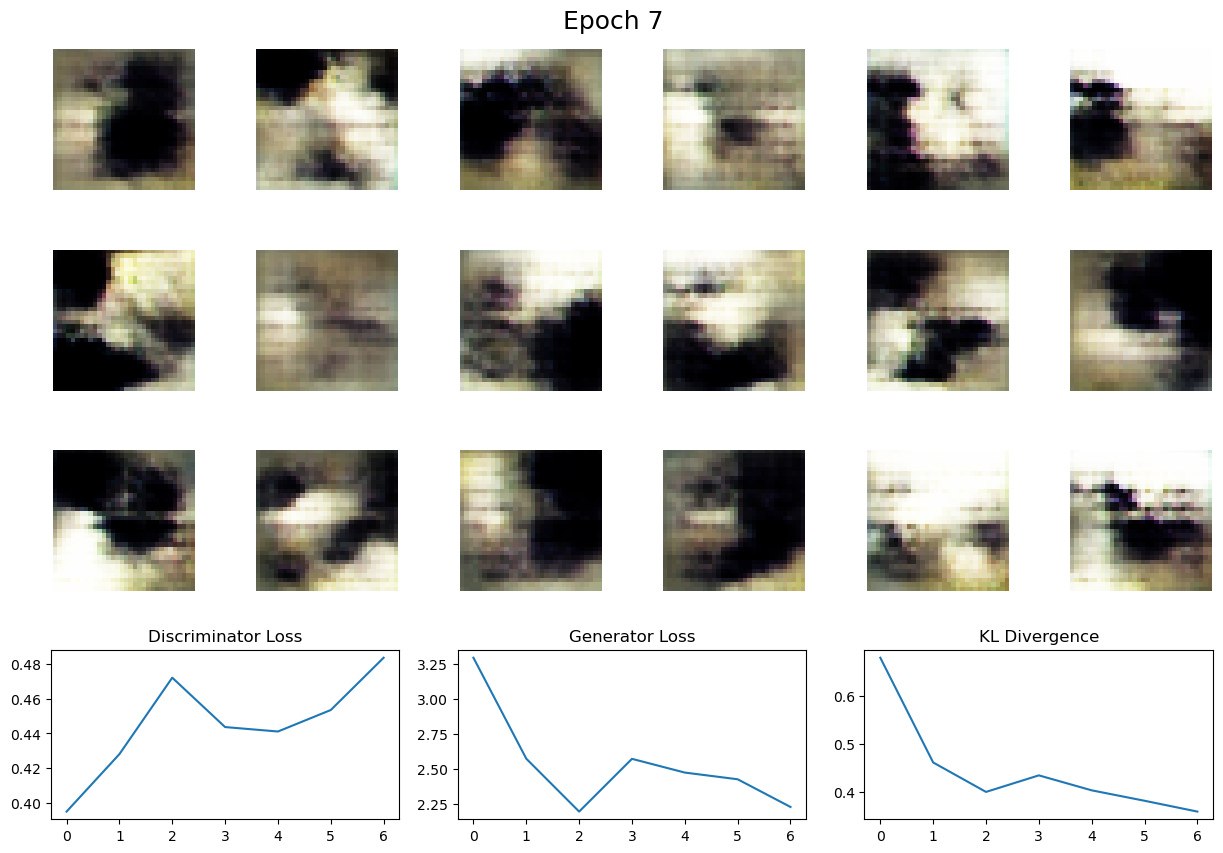 Epoch 7
Discriminator Loss
Generator Loss
KL Divergence
0.48
0.46
0.44
0.42
0.40
0 1 2 3 4 5 6
3.25
3.00
2.75
2.50
2.25
0 1 2 3 4 5 6
0.6
0.5
0.4
0 1 2 3 4 5 6